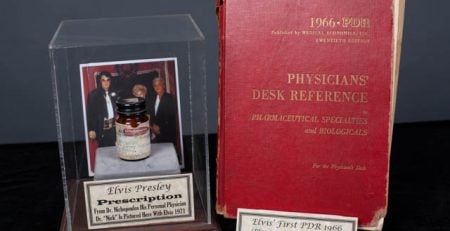 Elvis Presley
Prescription
From Dr. Nichopoulos His Personal Physician
Dr. "Nick" Is Pictured Here With Elvis 1971
1966 · PDR
Published by MEDICAL ECONOMICS, INC.
TWENTIETH EDITION
PHYSICIANS'
DESK REFERENCE
PHARMACEUTICAL SPECIALTIES
and BIOLOGICALS
For the Physician's Desk
Elvis' First PDR 1966